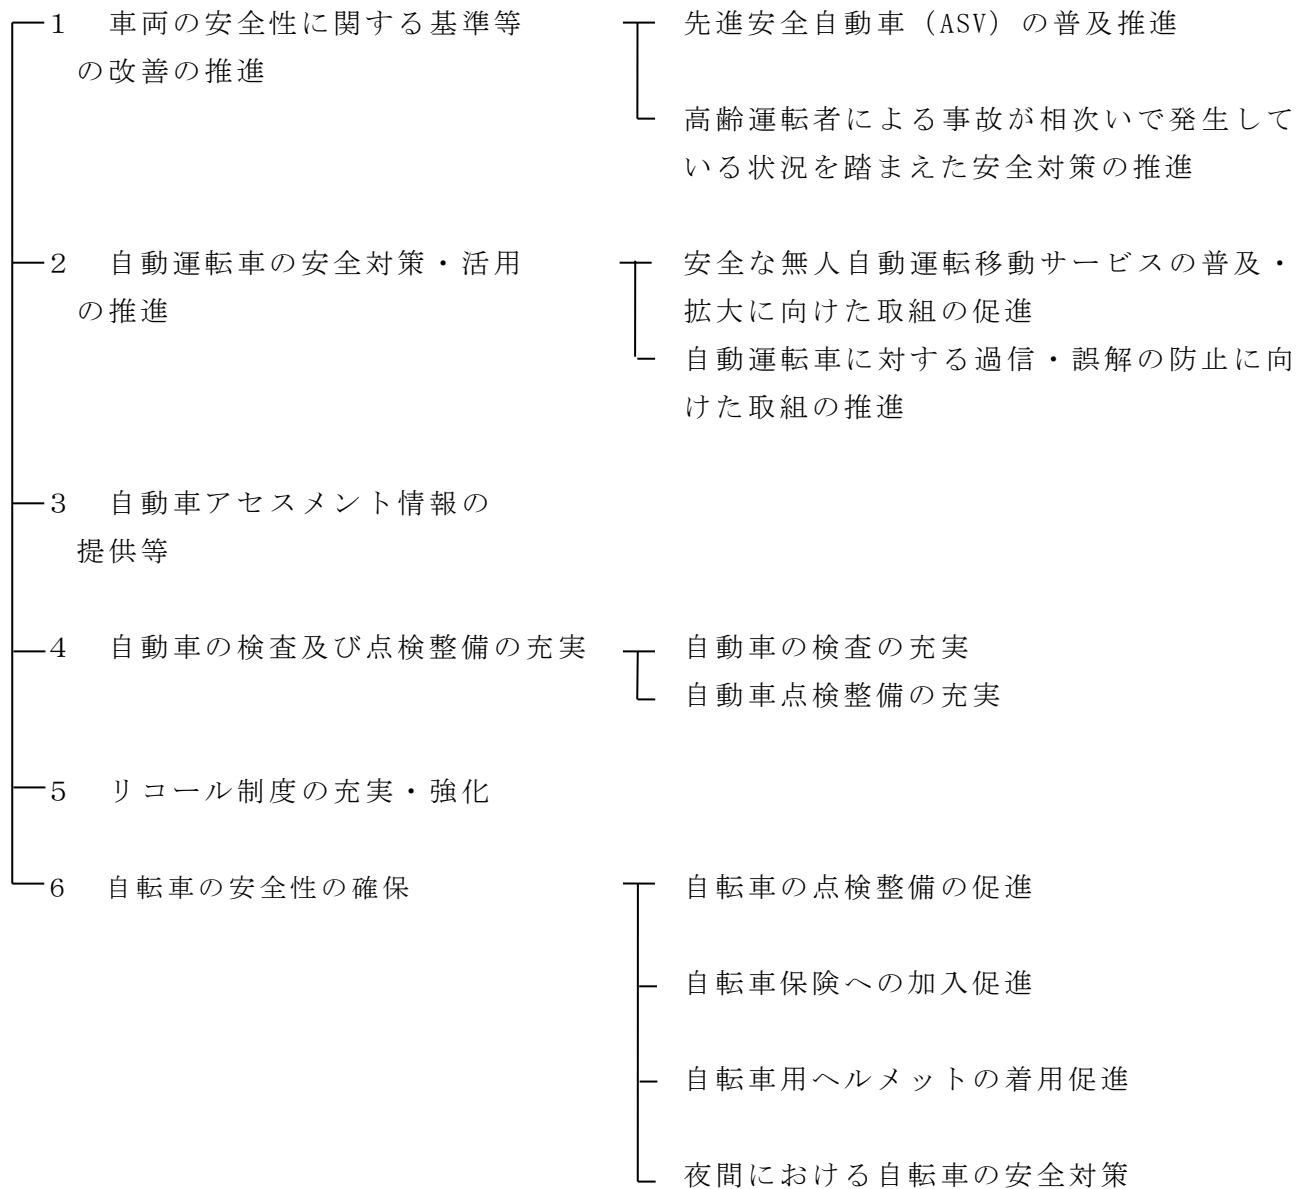 1　車両の安全性に関する基準等
の改善の推進
先進安全自動車（ASV）の普及推進
高齢運転者による事故が相次いで発生して
いる状況を踏まえた安全対策の推進
2　自動運転車の安全対策・活用
の推進
安全な無人自動運転移動サービスの普及・
拡大に向けた取組の促進
自動運転車に対する過信・誤解の防止に向
けた取組の推進
3　自動車アセスメント情報の
提供等
4　自動車の検査及び点検整備の充実
自動車の検査の充実
自動車点検整備の充実
5　リコール制度の充実・強化
6　自転車の安全性の確保
自転車の点検整備の促進
自転車保険への加入促進
自転車用ヘルメットの着用促進
夜間における自転車の安全対策